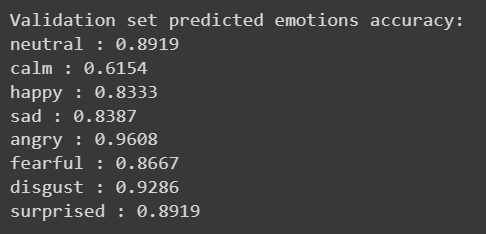 Validation set predicted emotions accuracy:
neutral : 0.8919
calm : 0.6154
happy : 0.8333
sad : 0.8387
angry : 0.9608
fearful : 0.8667
disgust : 0.9286
surprised : 0.8919